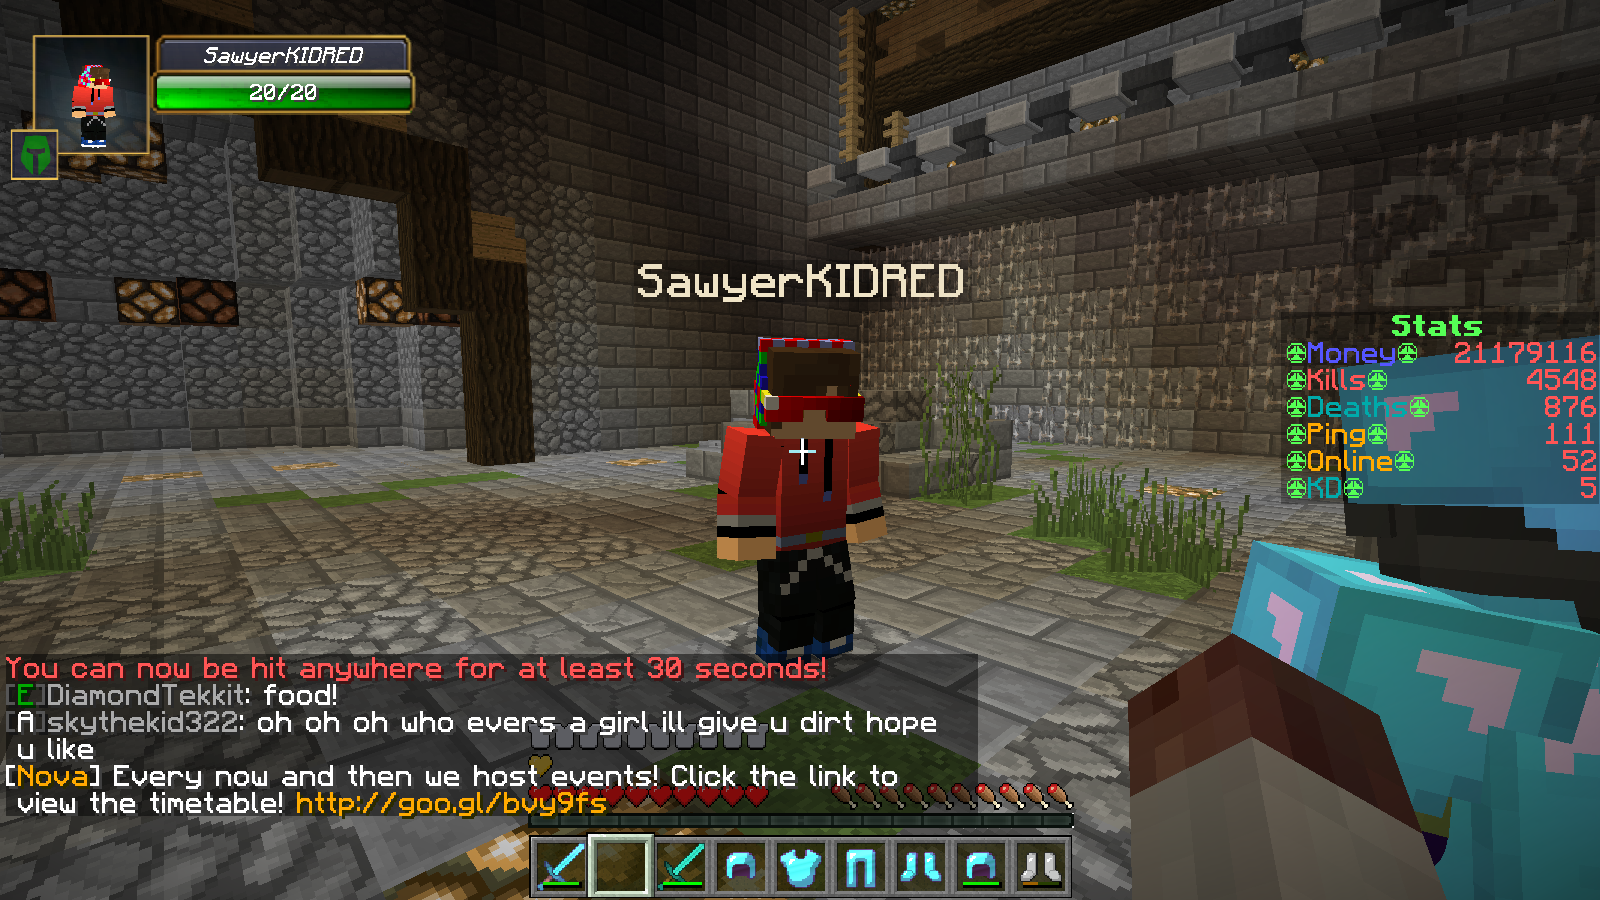 SawyerKIDRED
20/20
SawyerKIDRED
22
Stats
Money 21179116
Kills 4548
Deaths 876
Ping 111
Online 52
KD 5
You can now be hit anywhere for at least 30 seconds!
[E]DiamondTekkit: food!
[A]skythekid322: oh oh oh who evers a girl ill give u dirt hope
u like
[Nova] Every now and then we host events! Click the link to
view the timetable! http://goo.gl/bvy9fs